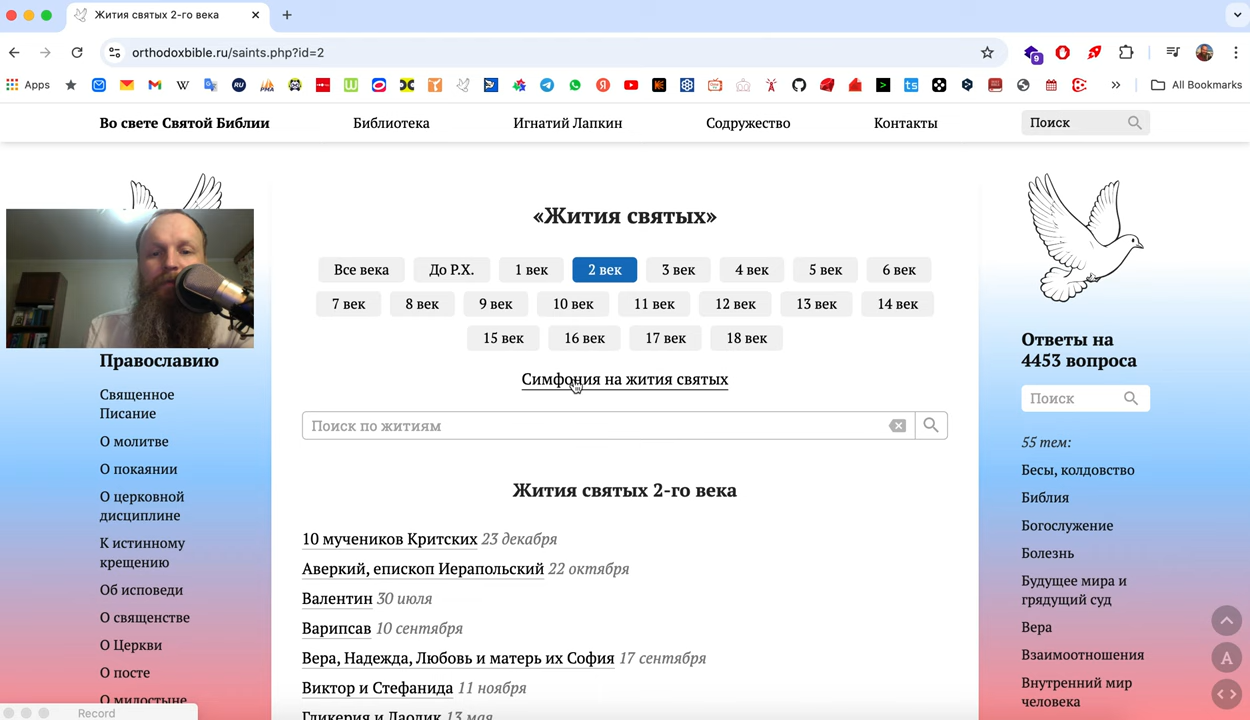 Жития святых 2-го века
orthodoxbible.ru/saints.php?id=2
9
Apps
All Bookmarks
Во свете Святой Библии
Библиотека
Игнатий Лапкин
Содружество
Контакты
Поиск
«Жития святых»
Все века
До Р.Х.
1 век
2 век
3 век
4 век
5 век
6 век
7 век
8 век
9 век
10 век
11 век
12 век
13 век
14 век
15 век
16 век
17 век
18 век
Симфония на жития святых
Поиск по житиям
Жития святых 2-го века
10 мучеников Критских 23 декабря
Аверкий, епископ Иерапольский 22 октября
Валентин 30 июля
Варипсав 10 сентября
Вера, Надежда, Любовь и матерь их София 17 сентября
Виктор и Стефанида 11 ноября
Гликерия и Лаодик 13 мая
Православию
Священное
Писание
О молитве
О покаянии
О церковной
дисциплине
К истинному
крещению
Об исповеди
О священстве
О Церкви
О посте
О милостыне
Record
Ответы на
4453 вопроса
Поиск
55 тем:
Бесы, колдовство
Библия
Богослужение
Болезнь
Будущее мира и
грядущий суд
Вера
Взаимоотношения
Внутренний мир
человека
A